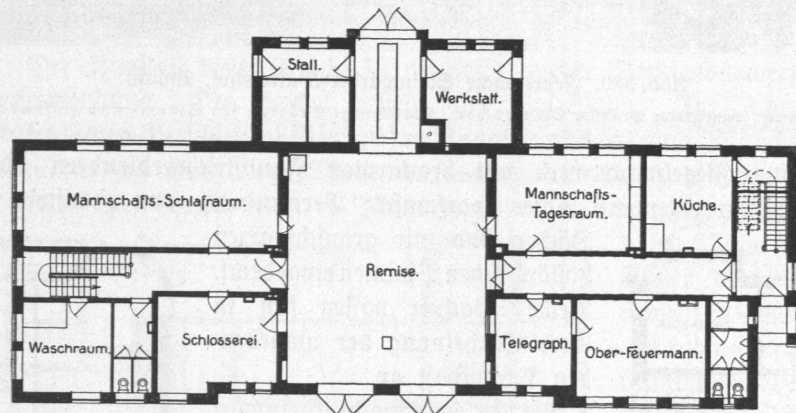 Stall.
Werkstatt.
Mannschafts-Schlafraum.
Mannschafts-
Tagesraum.
Küche.
Remise.
Waschraum.
Schlosserei.
Telegraph.
Ober-Feuermann.